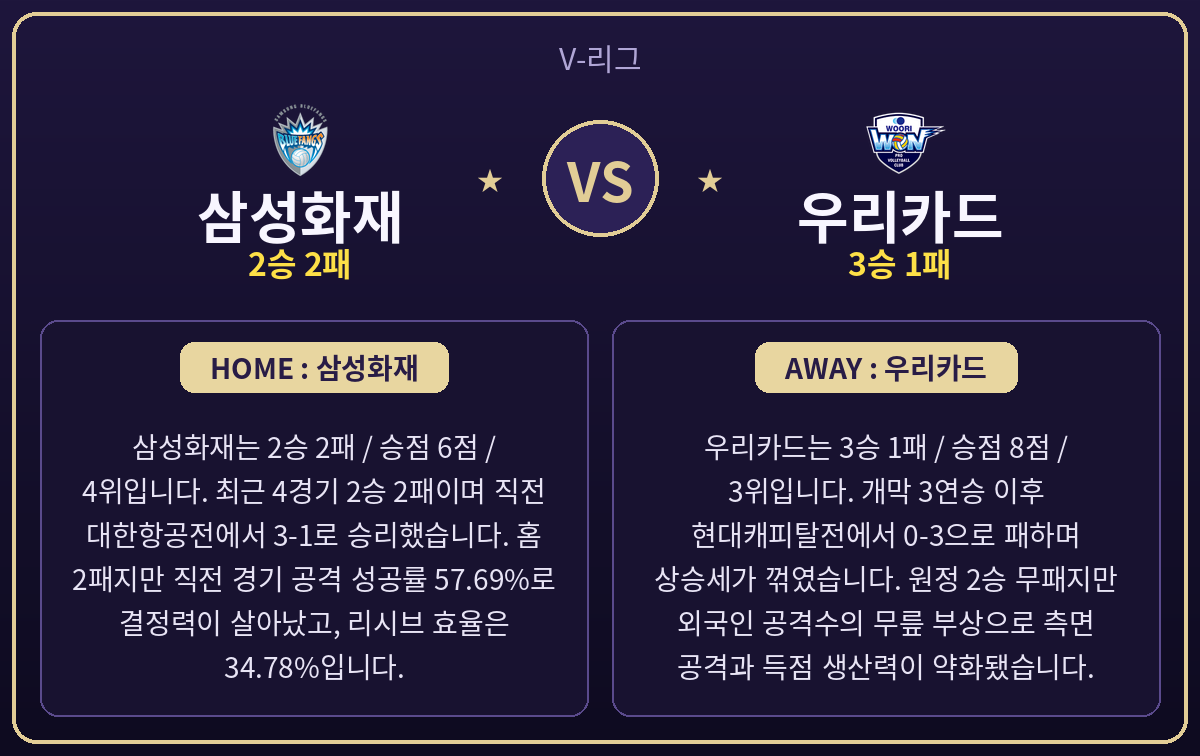 V-리그
SAMSUNG BLUEFANGS
BLUEFANGS
WOORI
WON
PRO
VOLLEYBALL
CLUB
VS
삼성화재
우리카드
2승 2패
3승 1패
HOME : 삼성화재
삼성화재는 2승 2패 / 승점 6점 /
4위입니다. 최근 4경기 2승 2패이며 직전
대한항공전에서 3-1로 승리했습니다. 홈
2패지만 직전 경기 공격 성공률 57.69%로
결정력이 살아났고, 리시브 효율은
34.78%입니다.
AWAY : 우리카드
우리카드는 3승 1패 / 승점 8점 /
3위입니다. 개막 3연승 이후
현대캐피탈전에서 0-3으로 패하며
상승세가 꺾였습니다. 원정 2승 무패지만
외국인 공격수의 무릎 부상으로 측면
공격과 득점 생산력이 약화됐습니다.